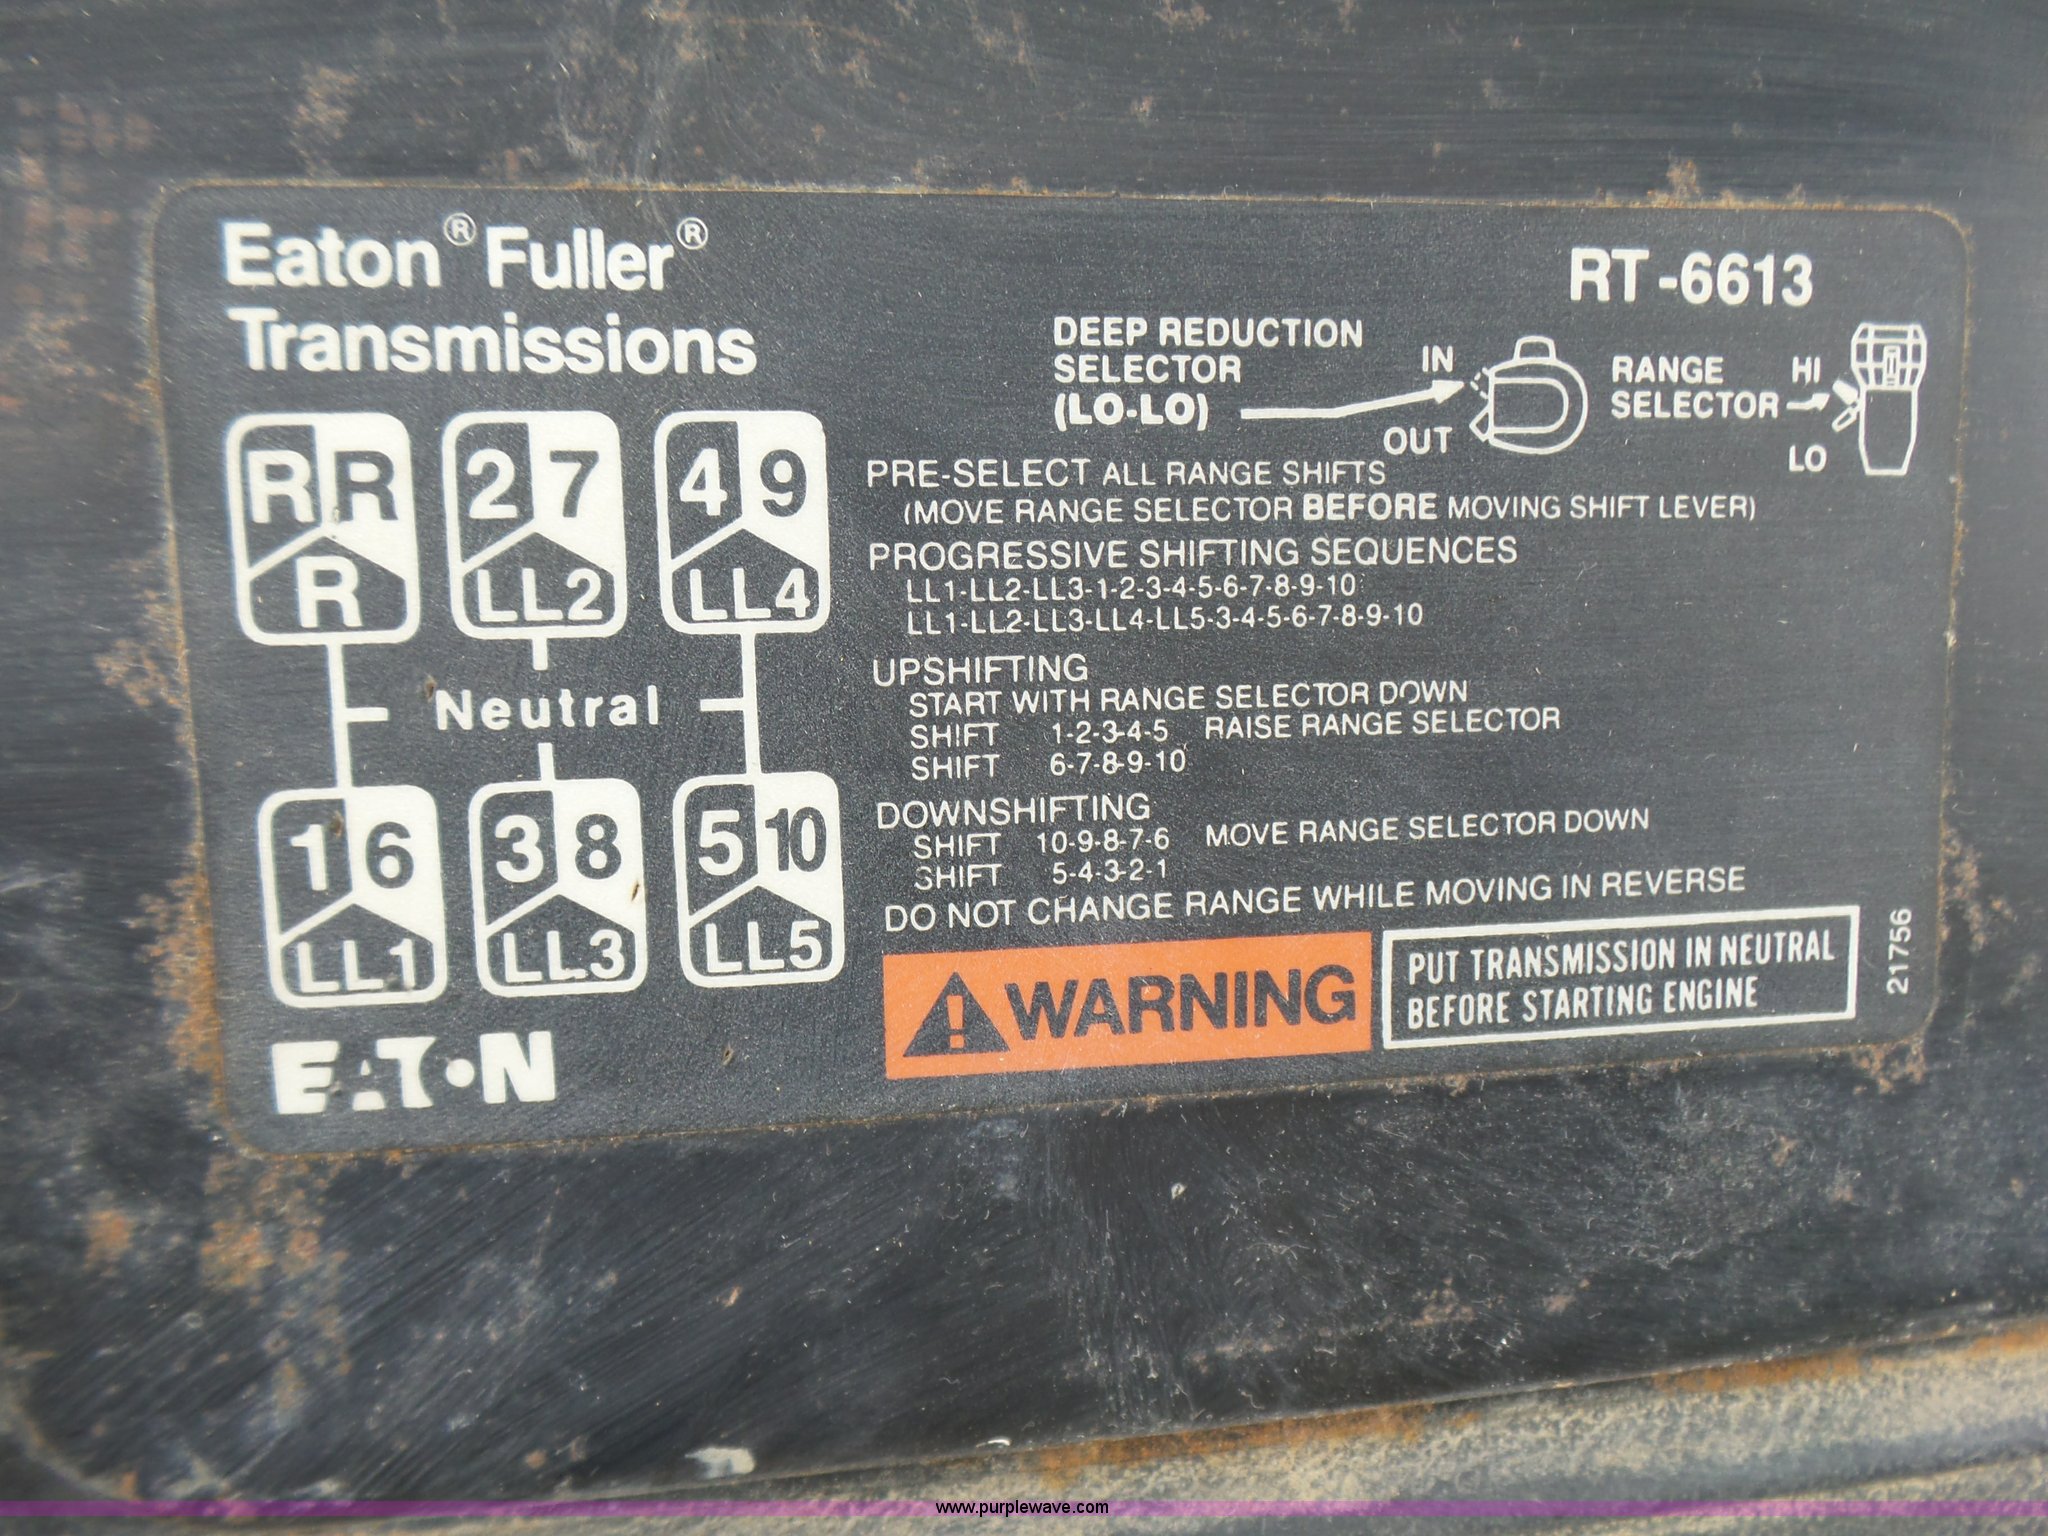 Eaton® Fuller®
Transmissions
RT-6613
DEEP REDUCTION
SELECTOR
(LO-LO)
IN
OUT
RANGE
SELECTOR
HI
LO
R R
R
2 7
LL2
4 9
LL4
Neutral
1 6
LL1
3 8
LL3
5 10
LL5
EATON
PRE-SELECT ALL RANGE SHIFTS
(MOVE RANGE SELECTOR BEFORE MOVING SHIFT LEVER)
PROGRESSIVE SHIFTING SEQUENCES
LL1-LL2-LL3-1-2-3-4-5-6-7-8-9-10
LL1-LL2-LL3-LL4-LL5-3-4-5-6-7-8-9-10
UPSHIFTING
START WITH RANGE SELECTOR DOWN
SHIFT 1-2-3-4-5 RAISE RANGE SELECTOR
SHIFT 6-7-8-9-10
DOWNSHIFTING
SHIFT 10-9-8-7-6 MOVE RANGE SELECTOR DOWN
SHIFT 5-4-3-2-1
DO NOT CHANGE RANGE WHILE MOVING IN REVERSE
WARNING
PUT TRANSMISSION IN NEUTRAL
BEFORE STARTING ENGINE
21756
www.purplewave.com